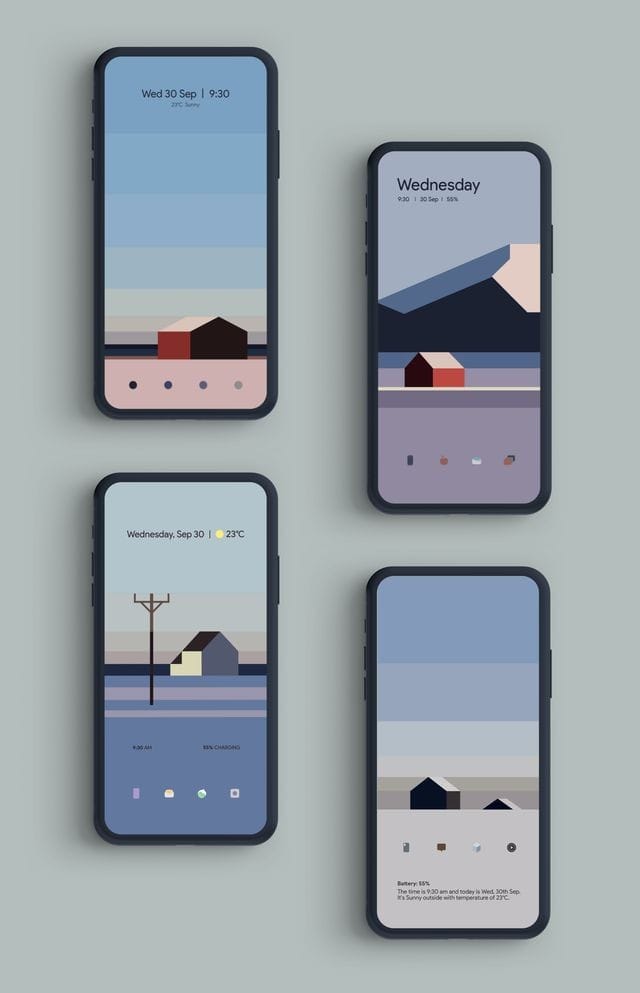 Wed 30 Sep | 9:30
23°C Sunny
Wednesday
9:30 | 30 Sep | 55%
Wednesday, Sep 30 | 23°C
9:30 AM 55% CHARGING
Battery: 55%
The time is 9:30 am and today is Wed, 30th Sep.
It's Sunny outside with temperature of 23°C.